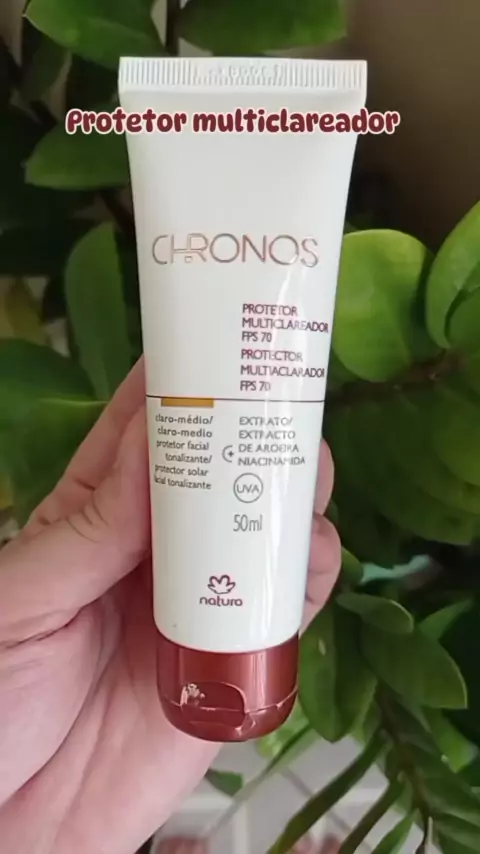 Protetor multiclareador
CHRONOS
PROTETOR
MULTICLAREADOR
FPS 70
PROTECTOR
MULTIACLARADOR
FPS 70
claro-médio/
claro-medio
protetor facial
tonalizante/
protector solar
facial tonalizante
EXTRATO/
EXTRACTO
DE AROEIRA
+ NIACINAMIDA
UVA
50ml
natura